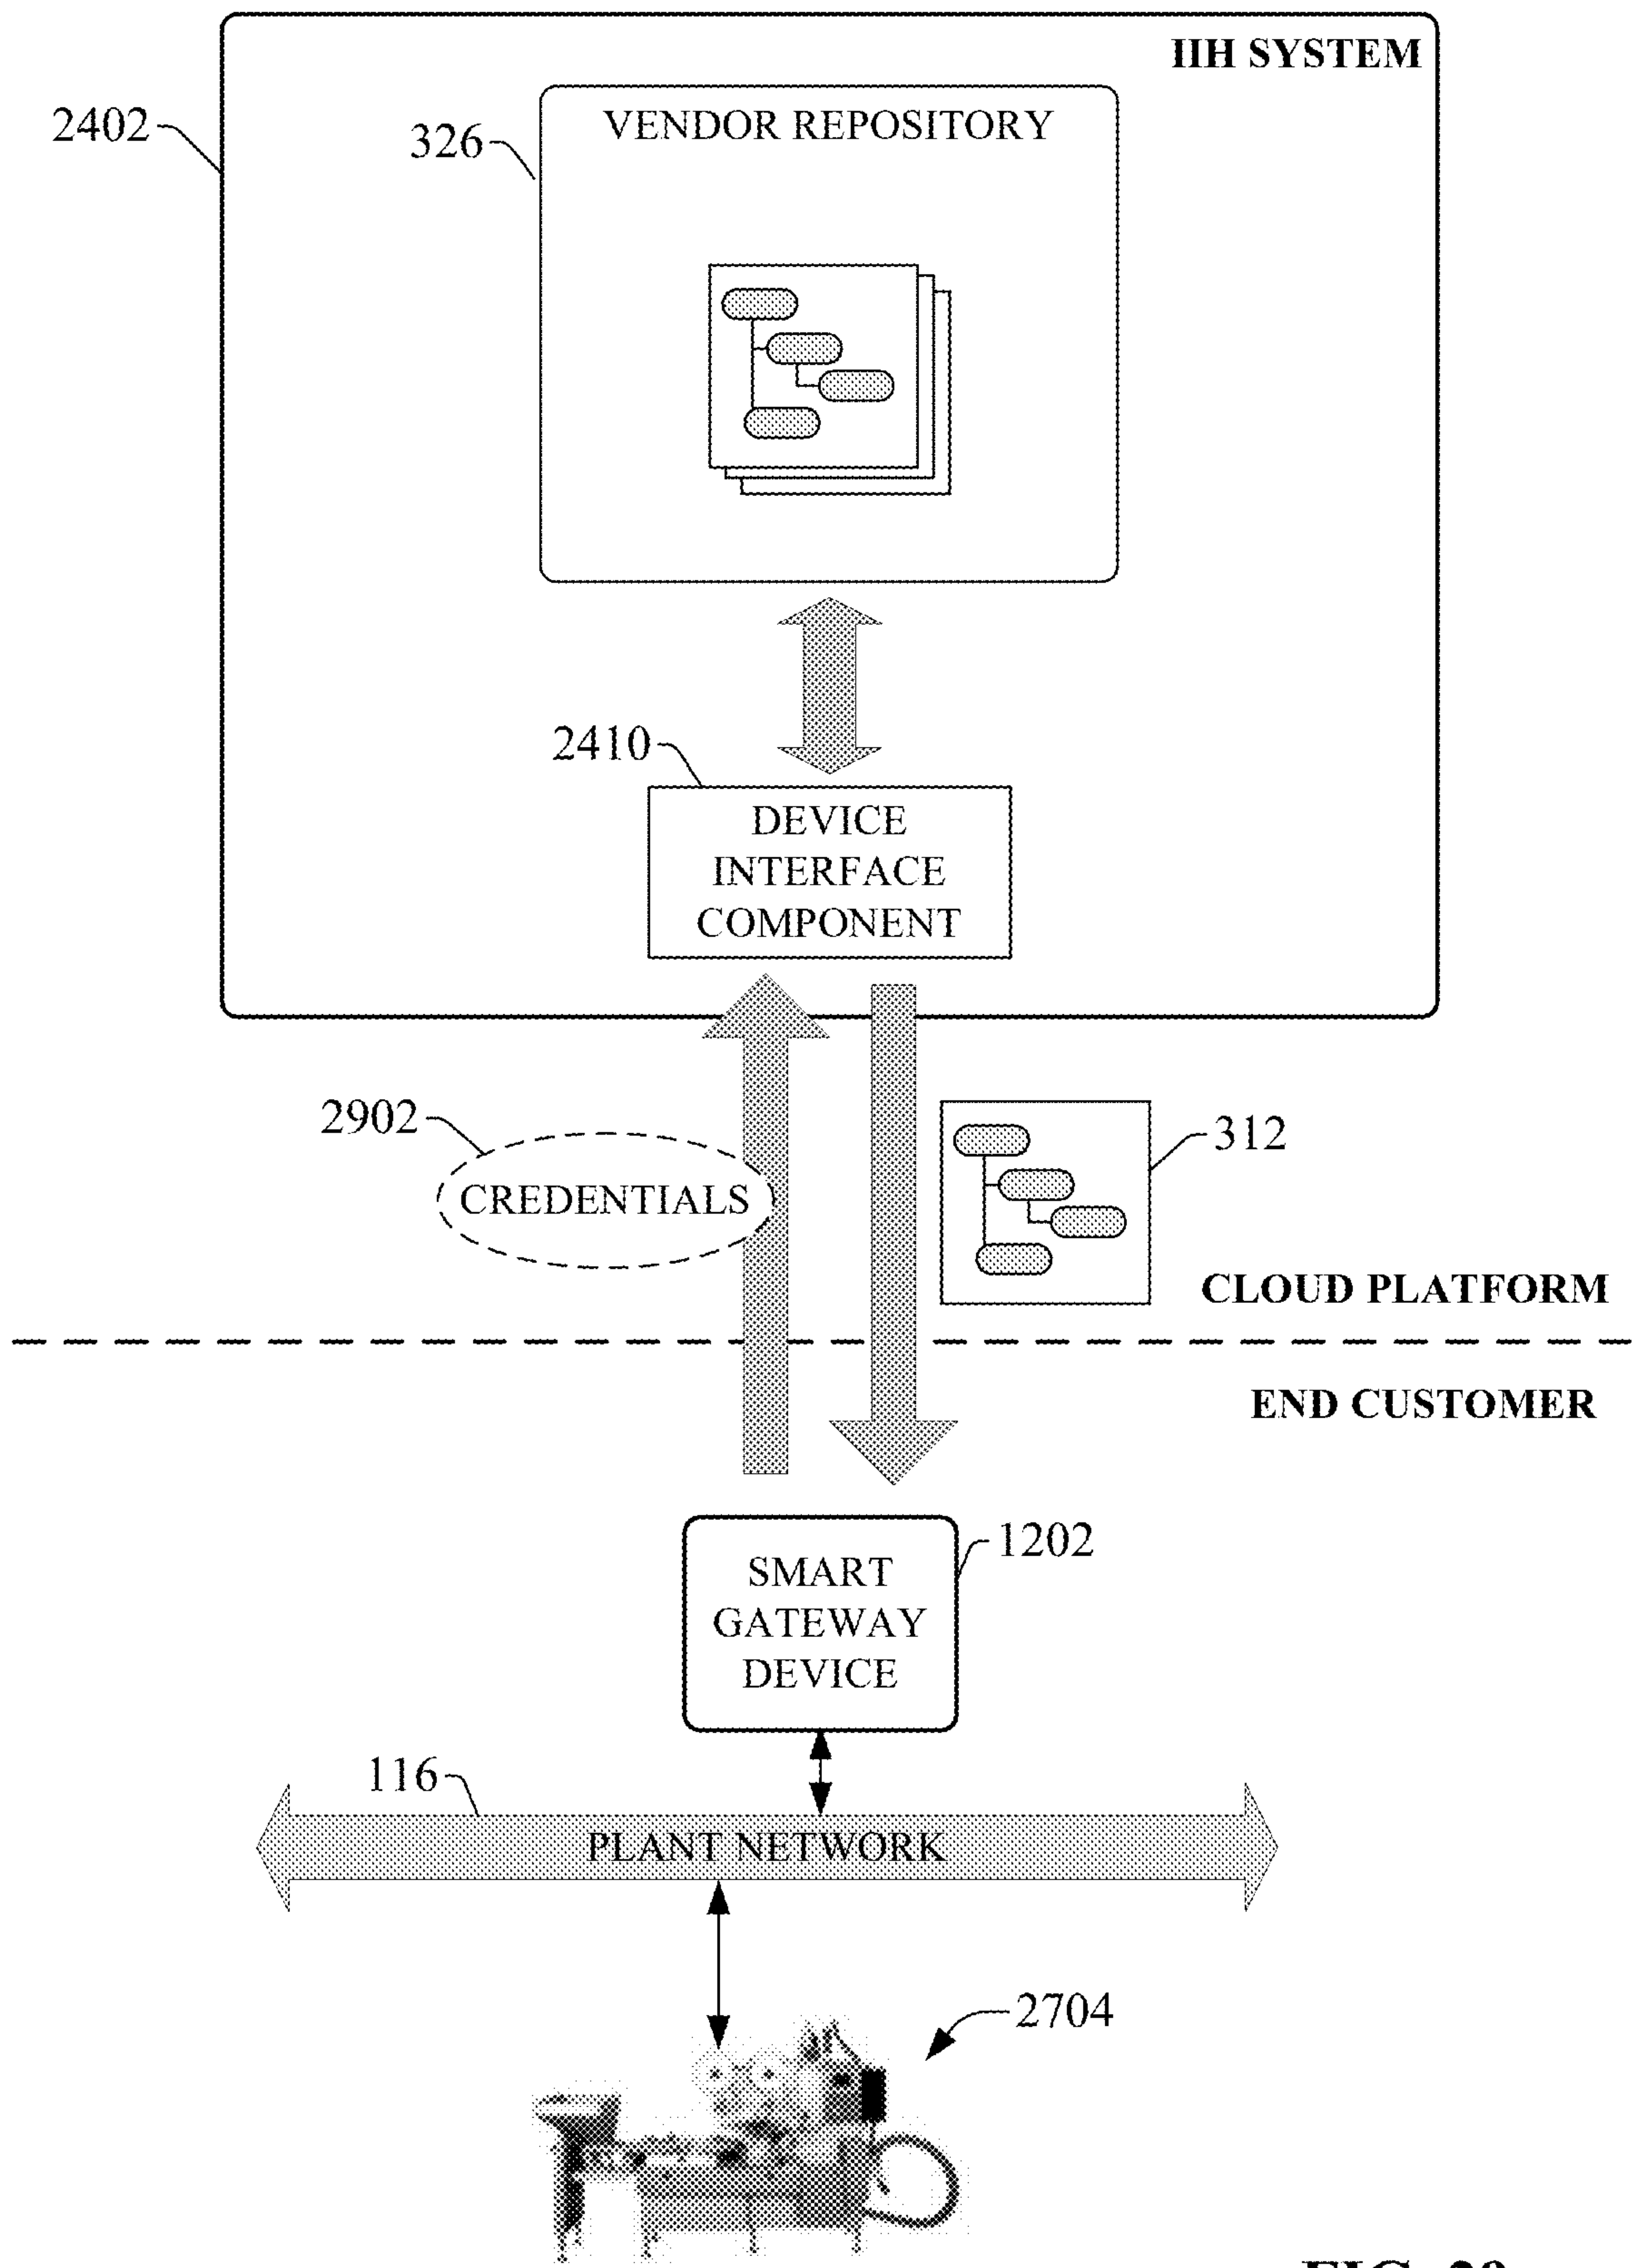 IIH SYSTEM
2402
326
VENDOR REPOSITORY
2410
DEVICE
INTERFACE
COMPONENT
2902
CREDENTIALS
312
CLOUD PLATFORM
END CUSTOMER
1202
SMART
GATEWAY
DEVICE
116
PLANT NETWORK
2704